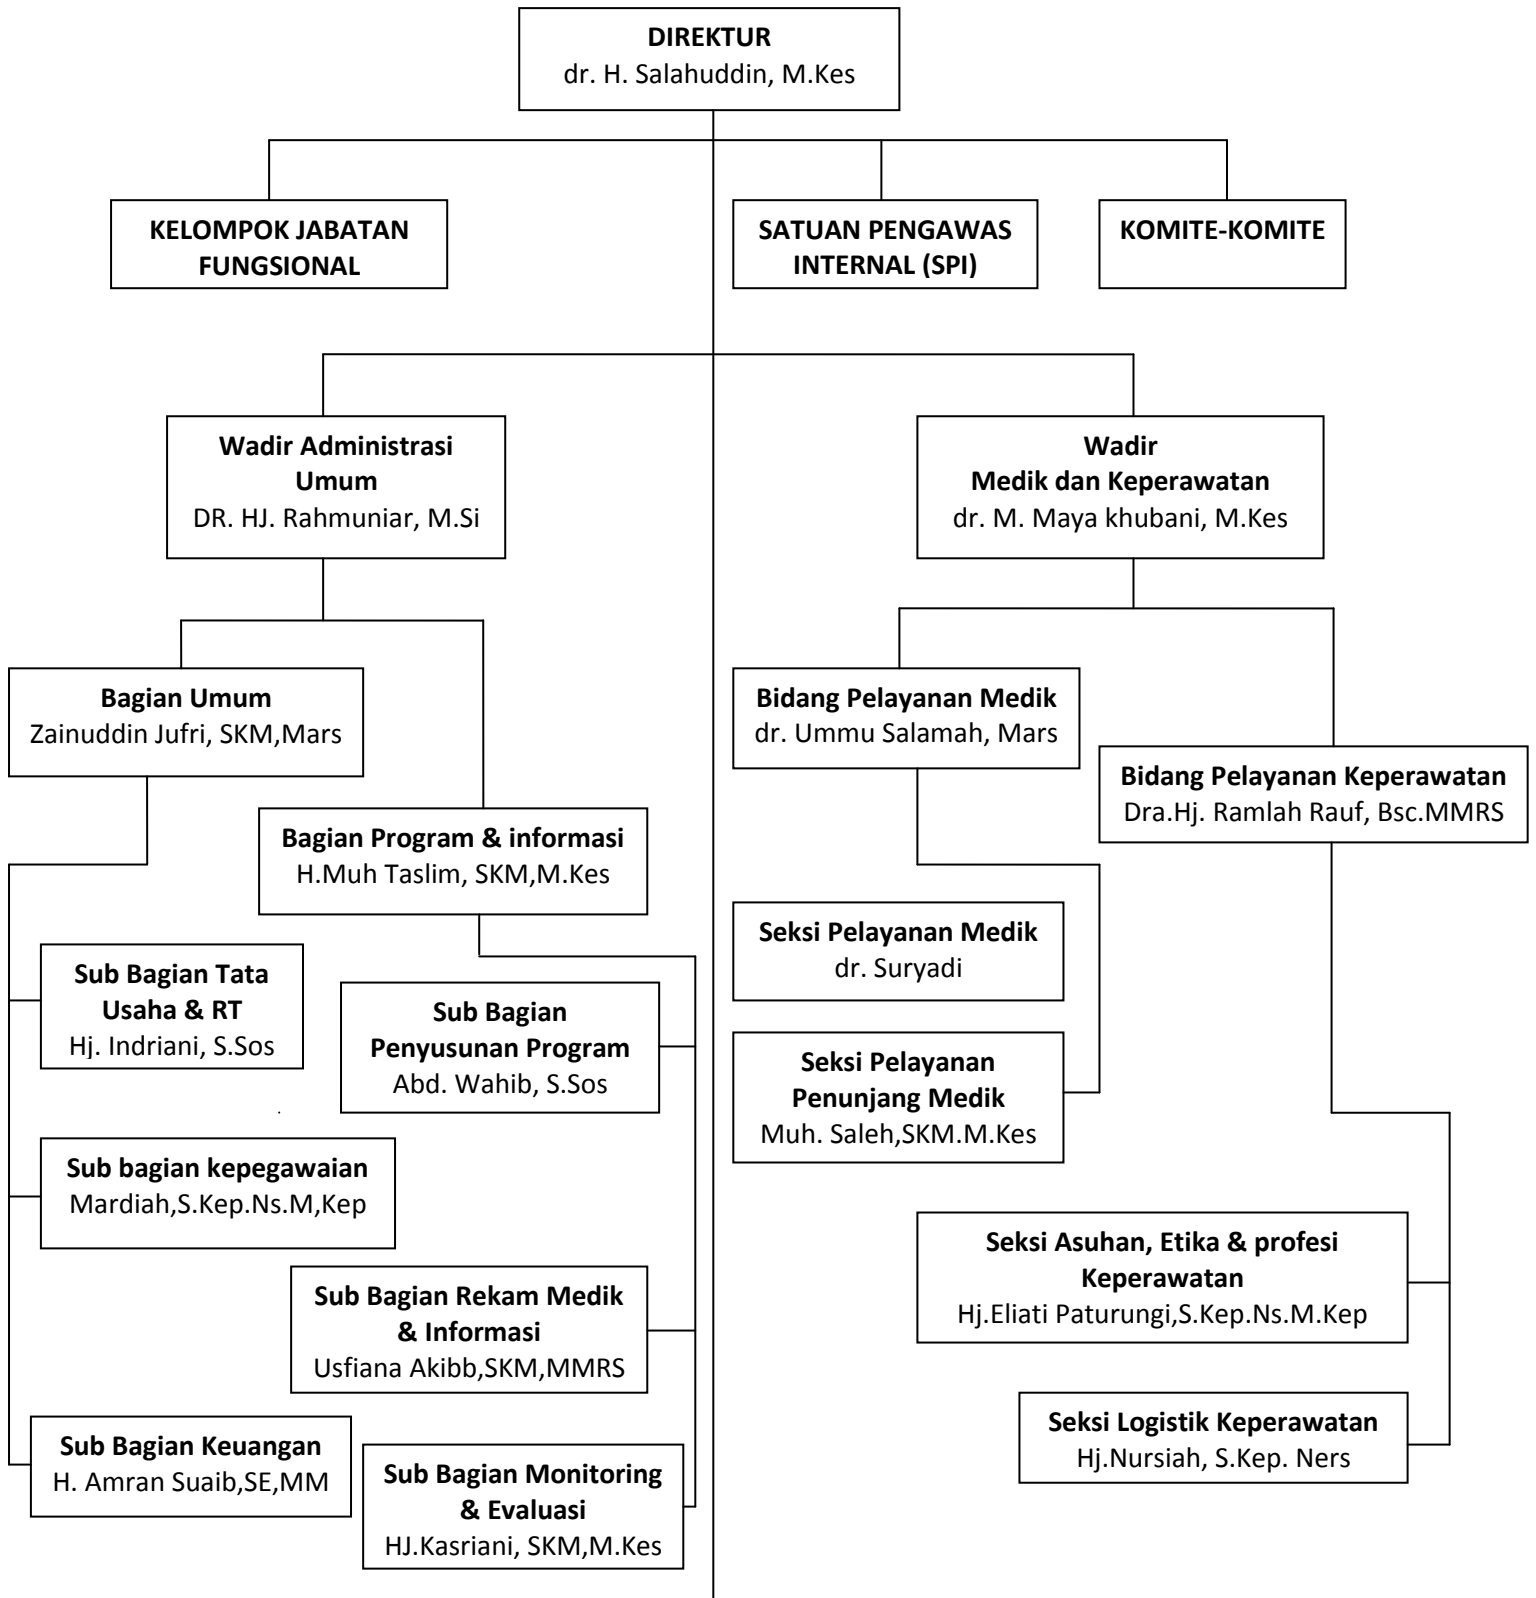 DIREKTUR
dr. H. Salahuddin, M.Kes
KELOMPOK JABATAN
FUNGSIONAL
SATUAN PENGAWAS
INTERNAL (SPI)
KOMITE-KOMITE
Wadir Administrasi
Umum
DR. HJ. Rahmuniar, M.Si
Wadir
Medik dan Keperawatan
dr. M. Maya khubani, M.Kes
Bagian Umum
Zainuddin Jufri, SKM,Mars
Bagian Program & informasi
H.Muh Taslim, SKM,M.Kes
Bidang Pelayanan Medik
dr. Ummu Salamah, Mars
Bidang Pelayanan Keperawatan
Dra.Hj. Ramlah Rauf, Bsc.MMRS
Sub Bagian Tata
Usaha & RT
Hj. Indriani, S.Sos
Sub bagian kepegawaian
Mardiah,S.Kep.Ns.M,Kep
Sub Bagian Keuangan
H. Amran Suaib,SE,MM
Sub Bagian
Penyusunan Program
Abd. Wahib, S.Sos
Sub Bagian Rekam Medik
& Informasi
Usfiana Akibb,SKM,MMRS
Sub Bagian Monitoring
& Evaluasi
HJ.Kasriani, SKM,M.Kes
Seksi Pelayanan Medik
dr. Suryadi
Seksi Pelayanan
Penunjang Medik
Muh. Saleh,SKM.M.Kes
Seksi Asuhan, Etika & profesi
Keperawatan
Hj.Eliati Paturungi,S.Kep.Ns.M.Kep
Seksi Logistik Keperawatan
Hj.Nursiah, S.Kep. Ners